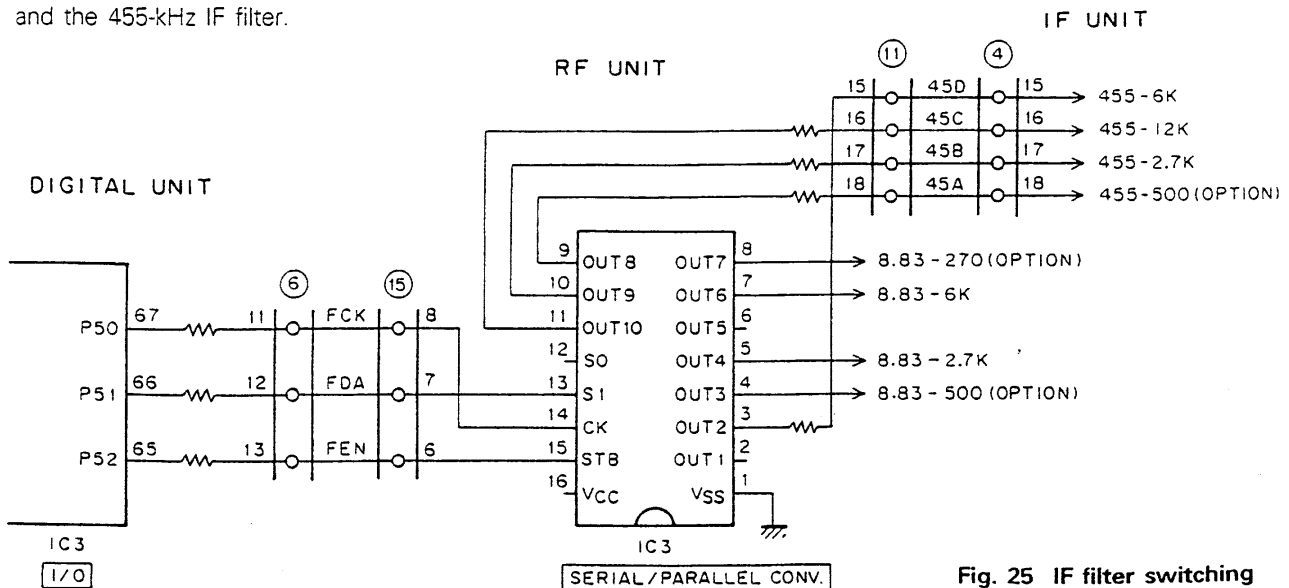 and the 455-kHz IF filter.
IF UNIT
RF UNIT
DIGITAL UNIT
11
4
15 45D 15 455-6K
16 45C 16 455-12K
17 45B 17 455-2.7K
18 45A 18 455-500(OPTION)
9 OUT8 OUT7 8 8.83-270(OPTION)
10 OUT9 OUT6 7 8.83-6K
11 OUT10 OUT5 6
12 SO OUT4 5 8.83-2.7K
13 S1 OUT3 4 8.83-500(OPTION)
14 CK OUT2 3
15 STB OUT1 2
16 VCC VSS 1
6
15
P50 67 11 FCK 8
P51 66 12 FDA 7
P52 65 13 FEN 6
IC3
I/O
IC3
SERIAL/PARALLEL CONV.
Fig. 25 IF filter switching